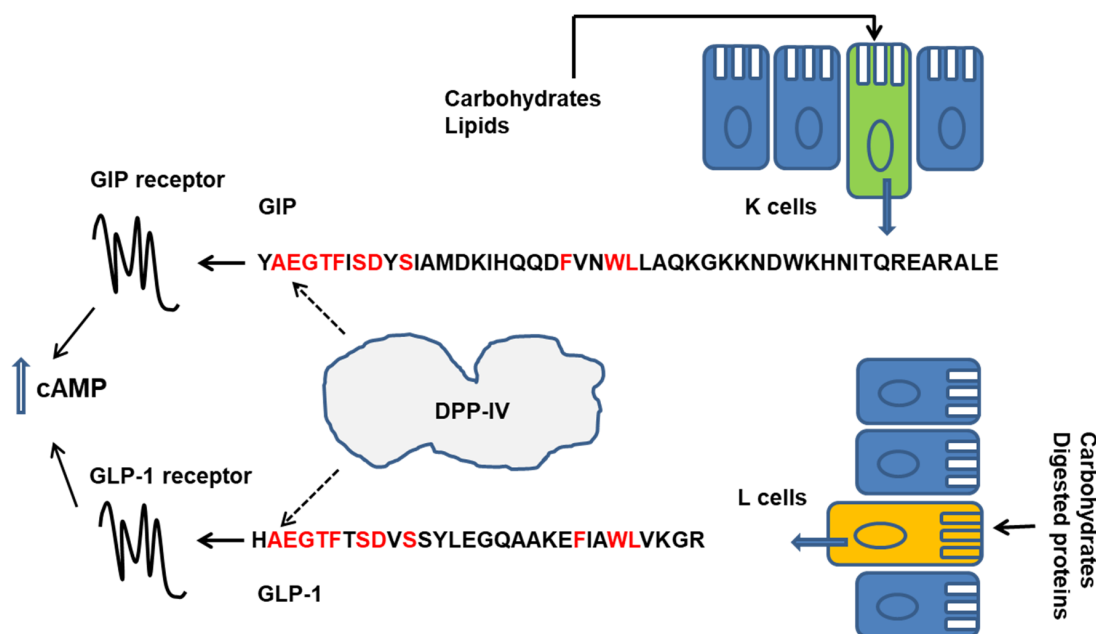 Carbohydrates
Lipids
GIP receptor
GIP
K cells
YAEGTFISDYSIAMDKIHQQDFVNWLLAQKGKKNDWKHNITQREARALE
cAMP
DPP-IV
GLP-1 receptor
L cells
Carbohydrates
Digested proteins
HAEGTFTSDVSSYLEGQAAKEFIAWLVKGR
GLP-1